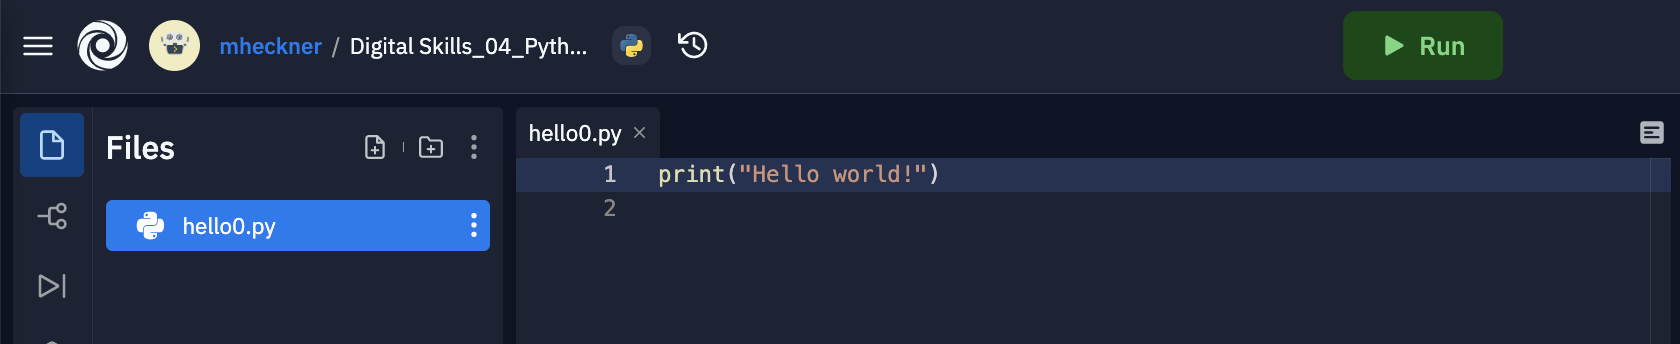 mheckner / Digital Skills_04_Pyth...
Run
Files
hello0.py
hello0.py
1 print("Hello world!")
2